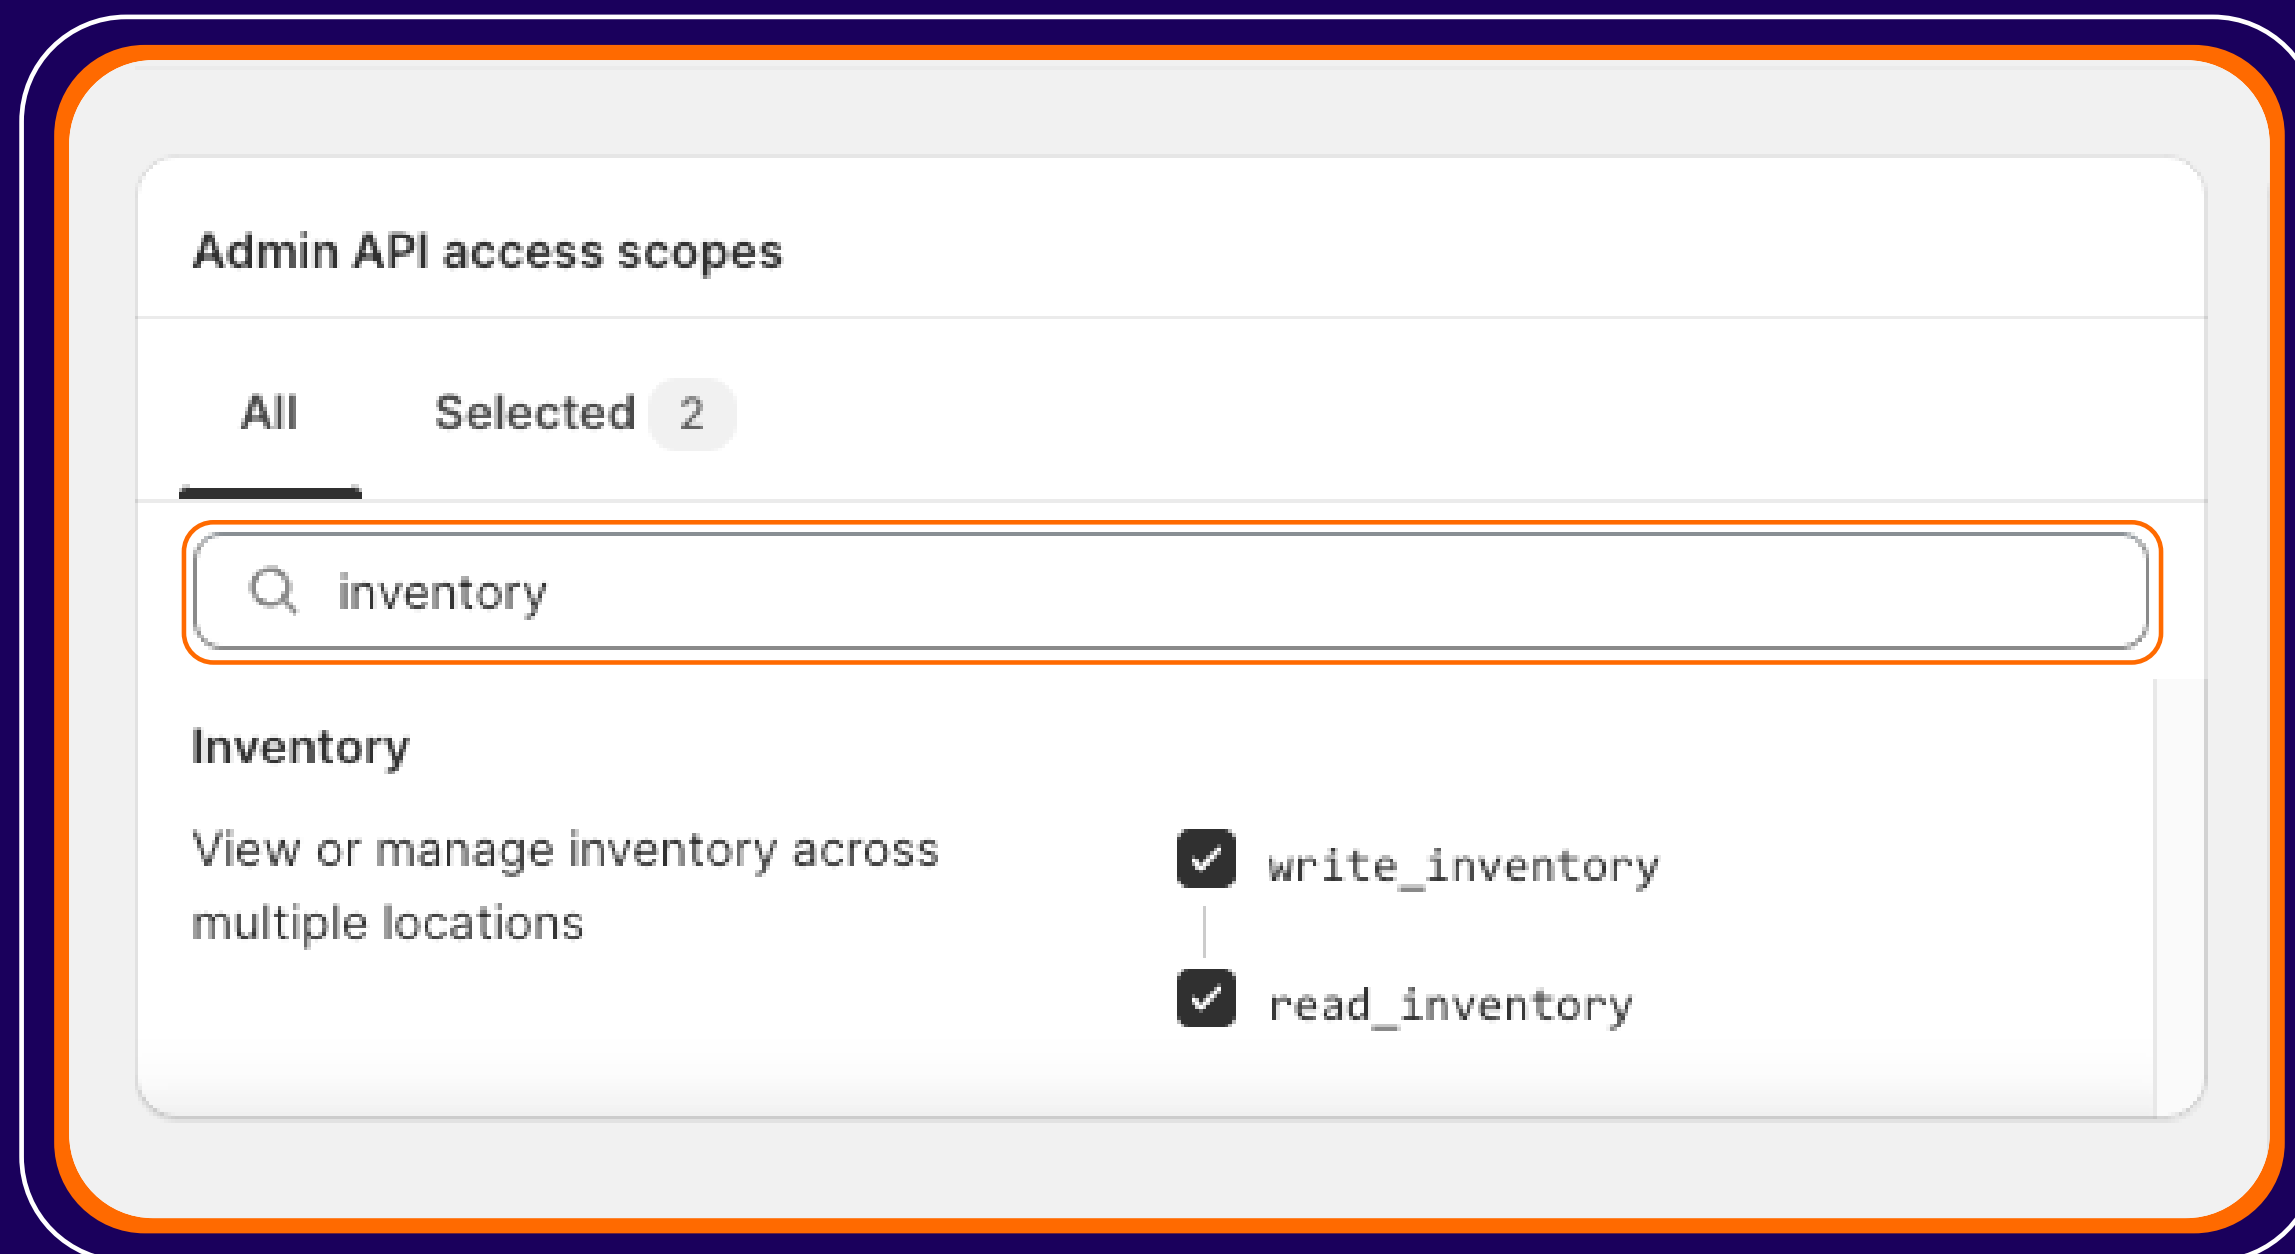 Admin API access scopes
All Selected 2
inventory
Inventory
View or manage inventory across
multiple locations
write_inventory
read_inventory